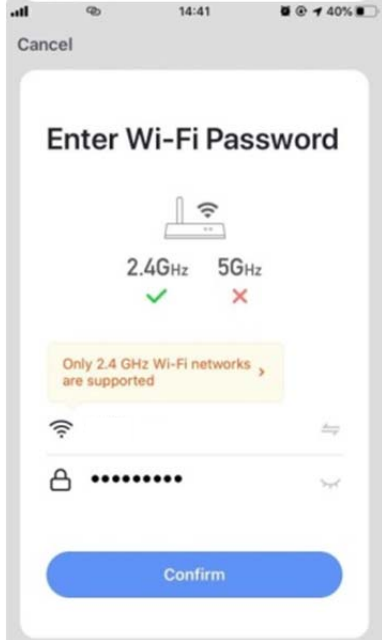 14:41
40%
Cancel
Enter Wi-Fi Password
2.4GHz 5GHz
Only 2.4 GHz Wi-Fi networks
are supported
Confirm